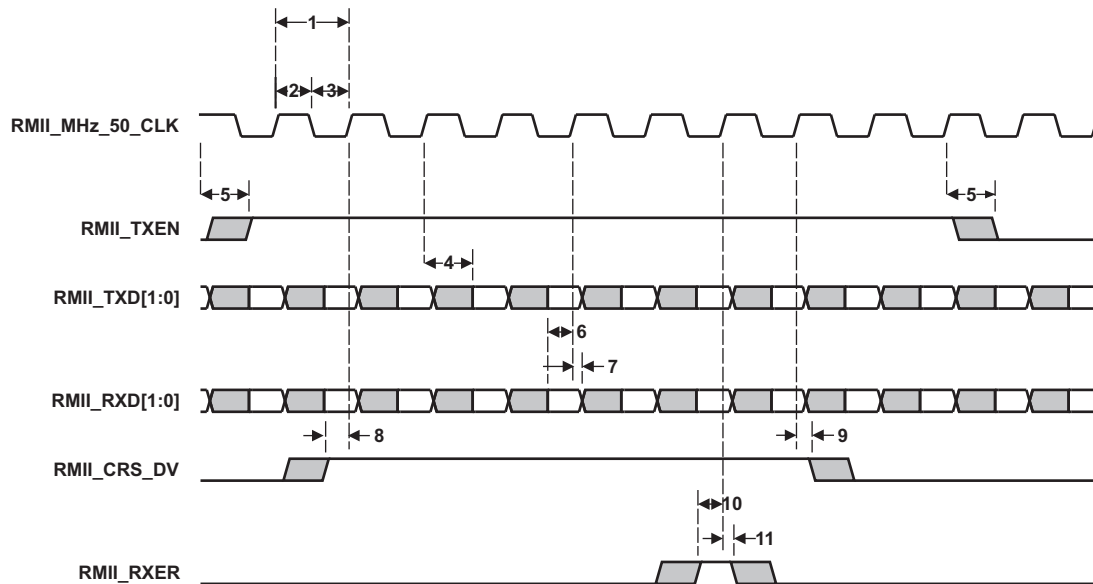 1
2 3
RMII_MHz_50_CLK
5 5
RMII_TXEN
4
RMII_TXD[1:0]
6
7
RMII_RXD[1:0]
8 9
RMII_CRS_DV
10
11
RMII_RXER